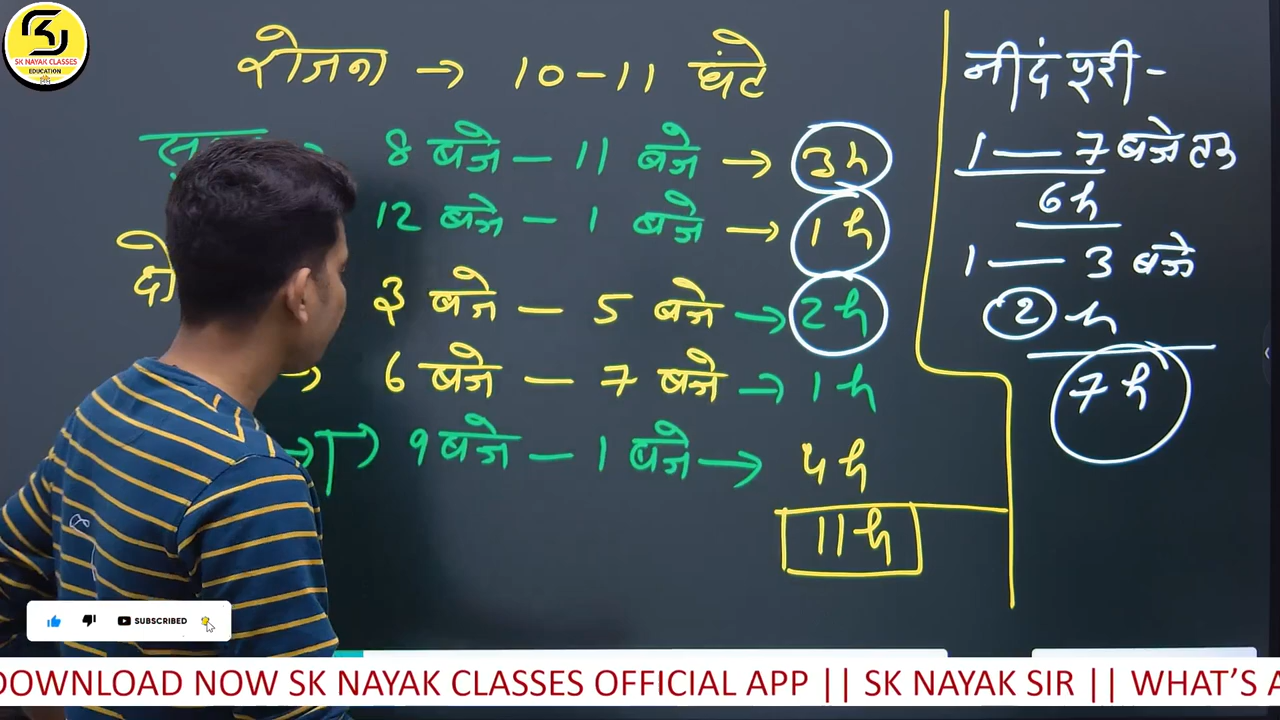 SK NAYAK CLASSES
EDUCATION
रोजना → 10-11 घंटे
8 बजे – 11 बजे → 3h
12 बजे – 1 बजे → 1h
3 बजे – 5 बजे → 2h
6 बजे – 7 बजे → 1h
9 बजे – 1 बजे → 4h
11h
नींद पुरी -
1 — 7 बजे तक
6h
1 — 3 बजे
2 h
7 h
SUBSCRIBED
DOWNLOAD NOW SK NAYAK CLASSES OFFICIAL APP || SK NAYAK SIR || WHAT'S A